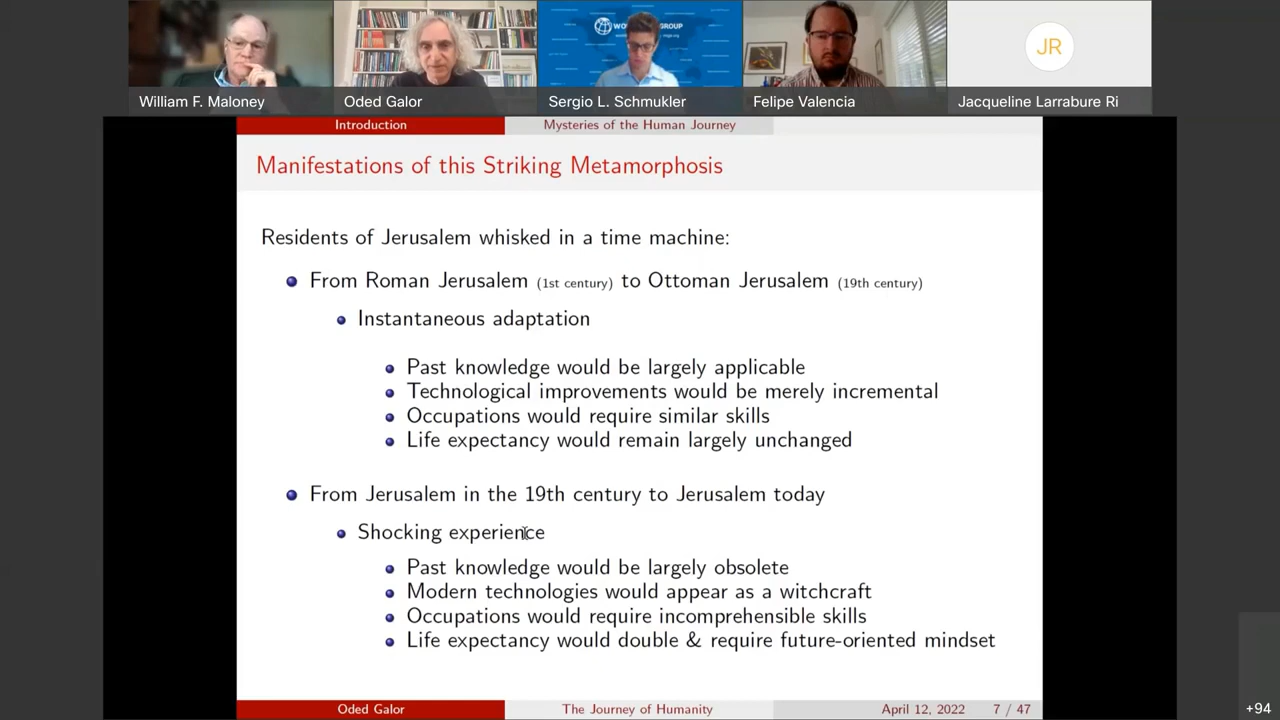 WO GROUP
William F. Maloney
Oded Galor
Sergio L. Schmukler
Felipe Valencia
JR
Jacqueline Larrabure Ri
Introduction
Mysteries of the Human Journey
Manifestations of this Striking Metamorphosis
Residents of Jerusalem whisked in a time machine:
From Roman Jerusalem (1st century) to Ottoman Jerusalem (19th century)
Instantaneous adaptation
Past knowledge would be largely applicable
Technological improvements would be merely incremental
Occupations would require similar skills
Life expectancy would remain largely unchanged
From Jerusalem in the 19th century to Jerusalem today
Shocking experience
Past knowledge would be largely obsolete
Modern technologies would appear as a witchcraft
Occupations would require incomprehensible skills
Life expectancy would double & require future-oriented mindset
Oded Galor
The Journey of Humanity
April 12, 2022
7 / 47
+94